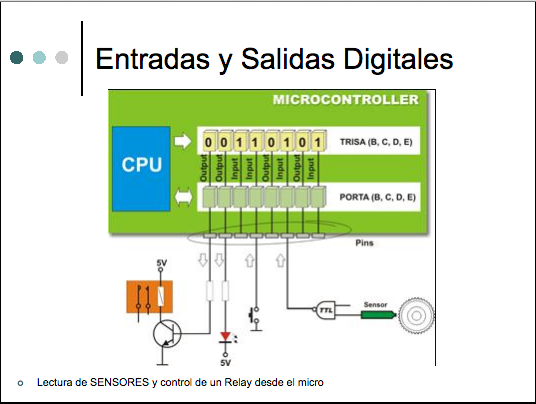 Entradas y Salidas Digitales
MICROCONTROLLER
CPU
0 0 1 1 0 1 0 1
TRISA (B, C, D, E)
Output Output Input Input Output Input Output Input
PORTA (B, C, D, E)
Pins
5V
TTL
Sensor
5V
Lectura de SENSORES y control de un Relay desde el micro